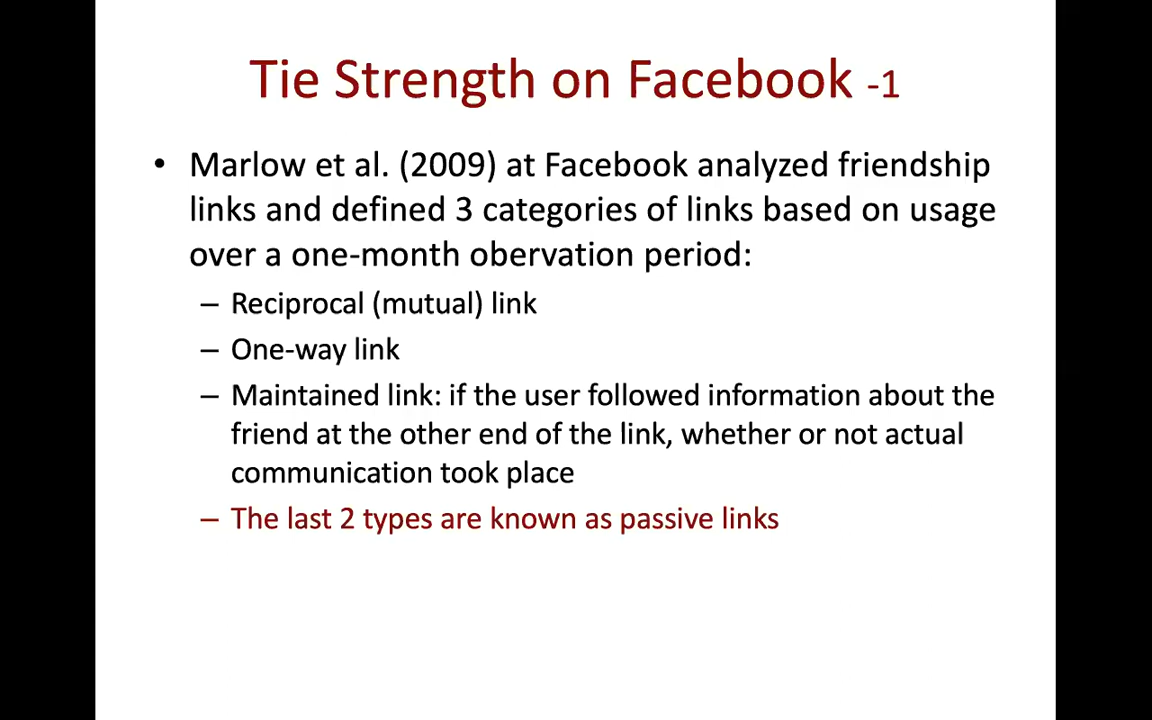 Tie Strength on Facebook -1
• Marlow et al. (2009) at Facebook analyzed friendship
links and defined 3 categories of links based on usage
over a one-month obervation period:
– Reciprocal (mutual) link
– One-way link
– Maintained link: if the user followed information about the
friend at the other end of the link, whether or not actual
communication took place
– The last 2 types are known as passive links